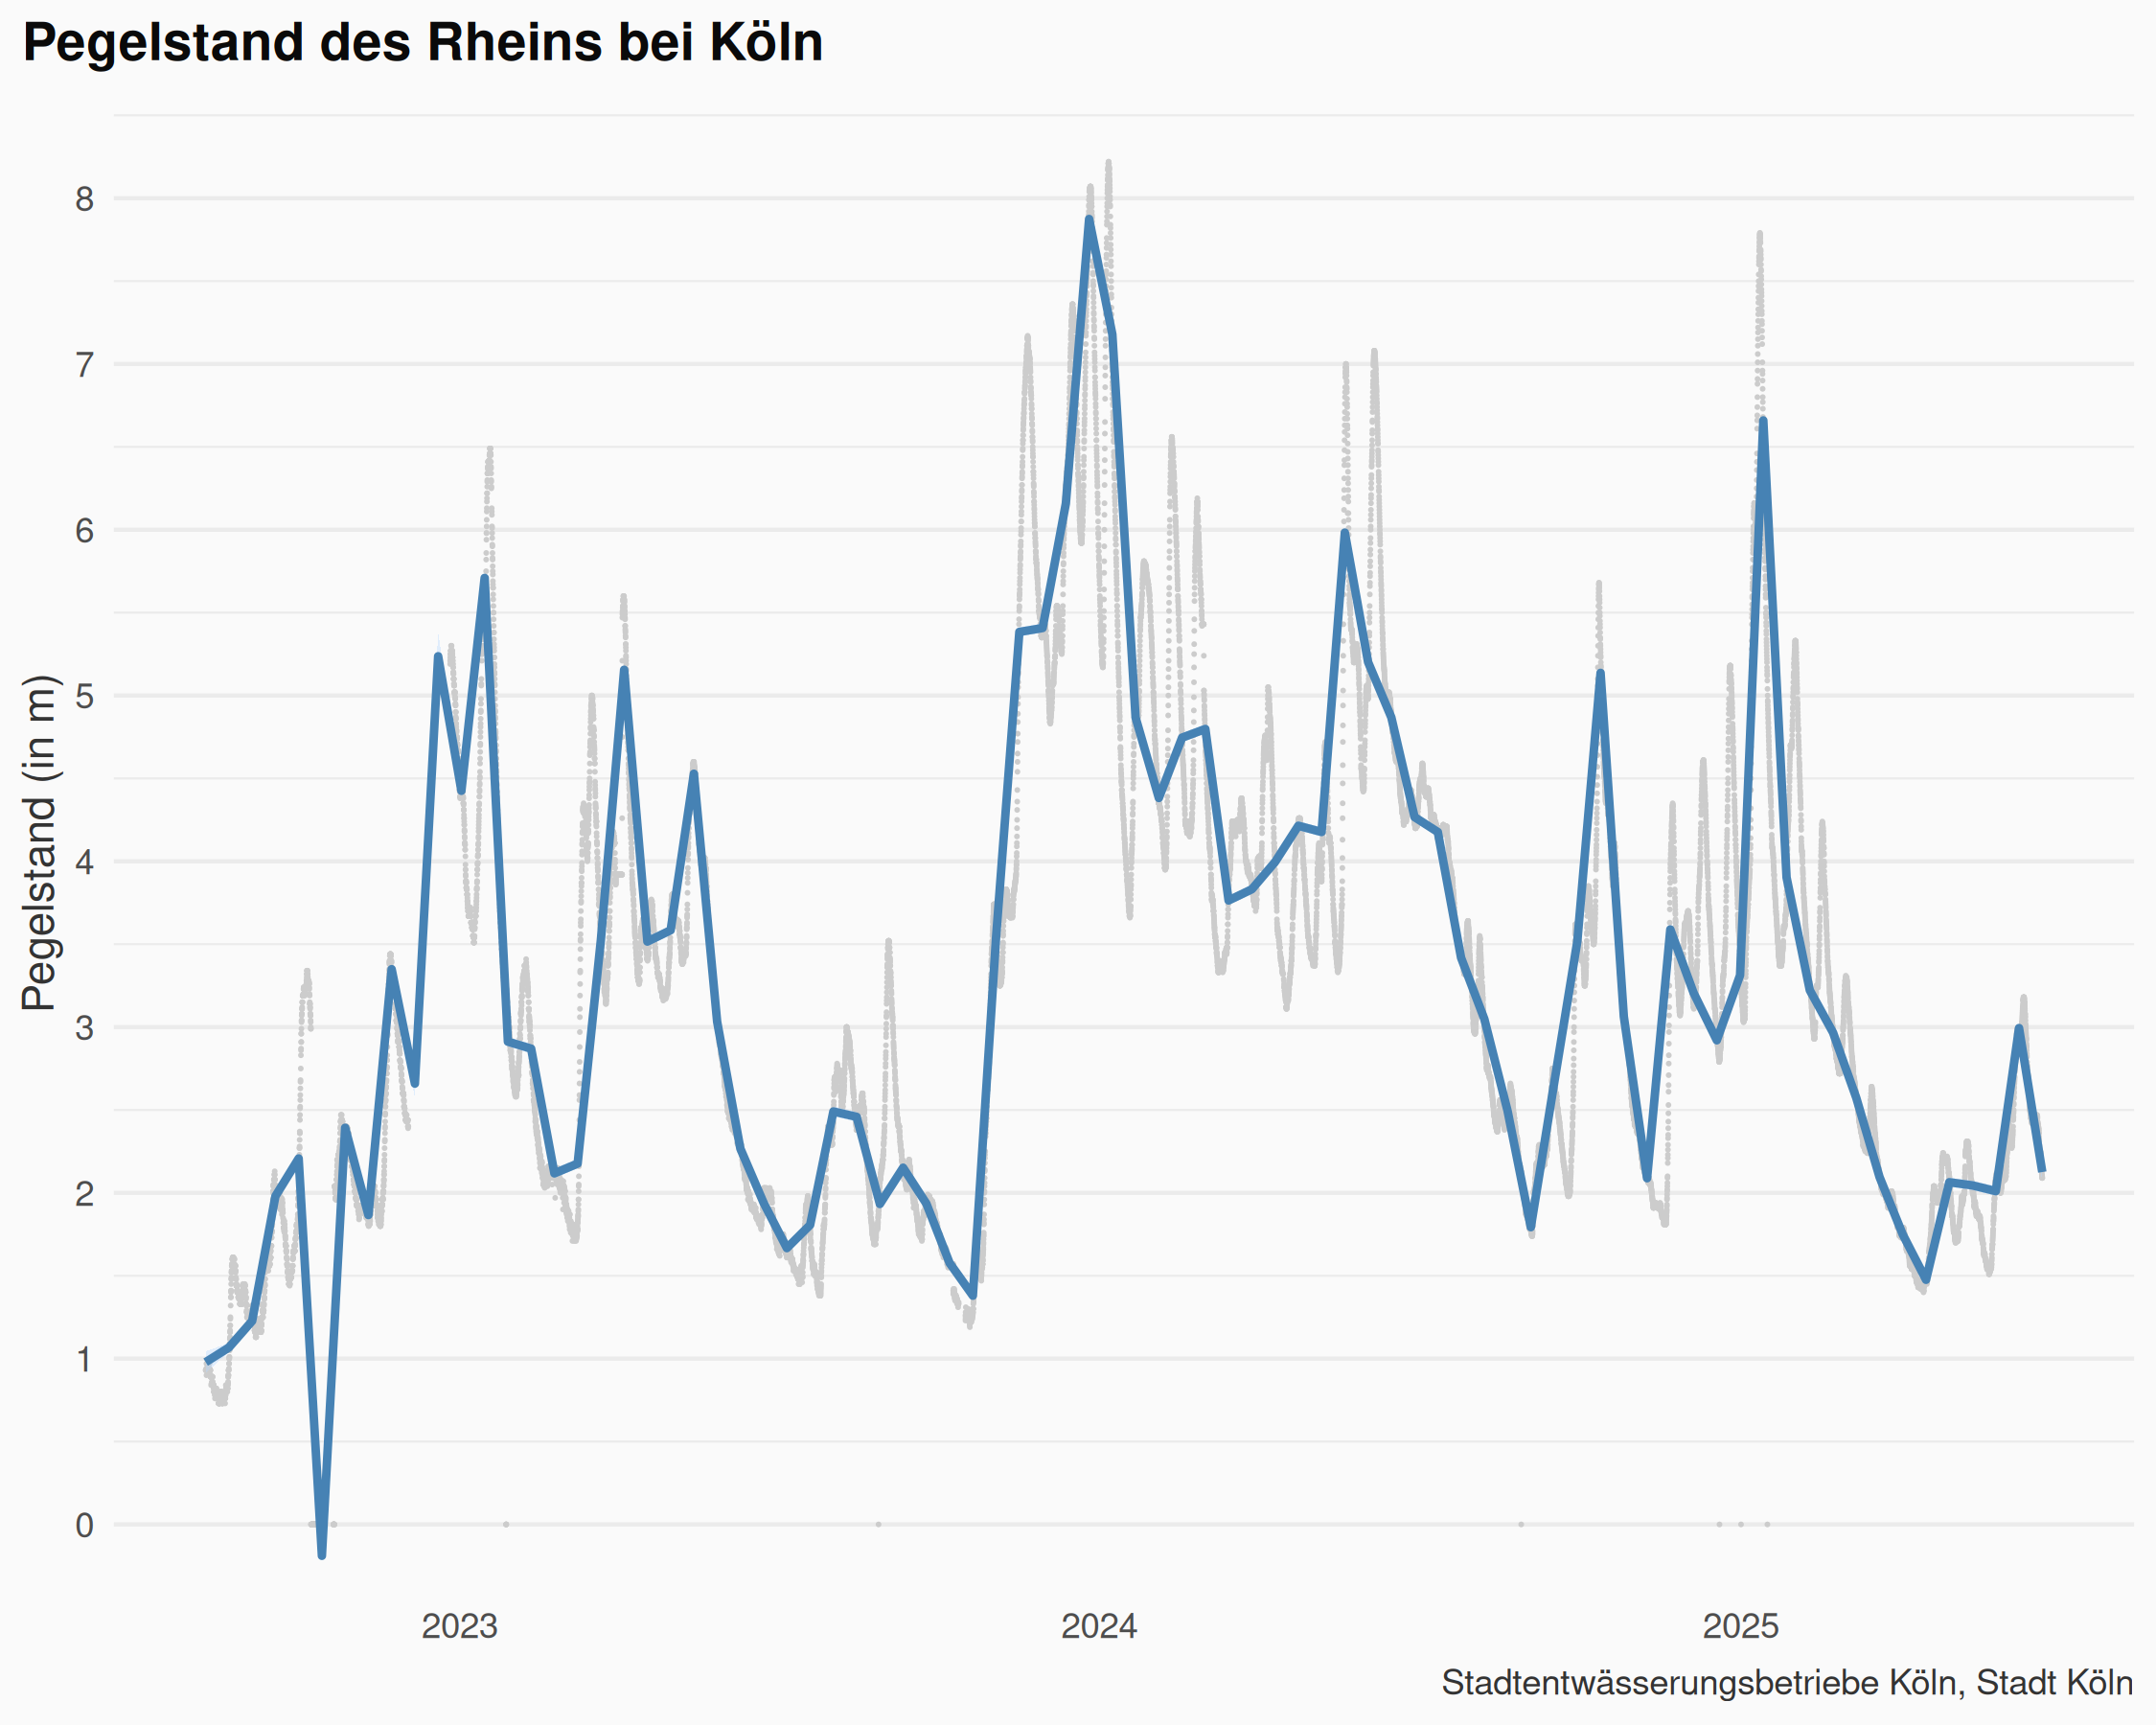 Pegelstand des Rheins bei Köln
Pegelstand (in m)
8
7
6
5
4
3
2
1
0
2023 2024 2025
Stadtentwässerungsbetriebe Köln, Stadt Köln